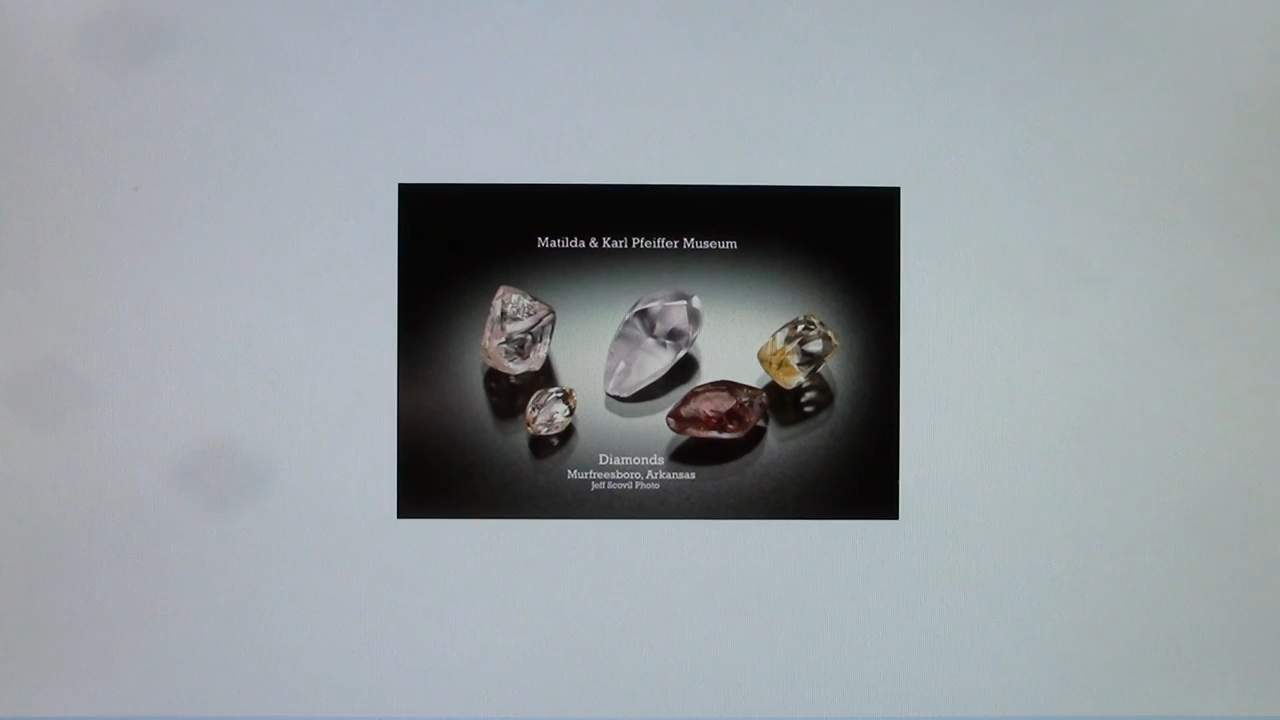 Matilda & Karl Pfeiffer Museum
Diamonds
Murfreesboro, Arkansas
Jeff Scovil Photo